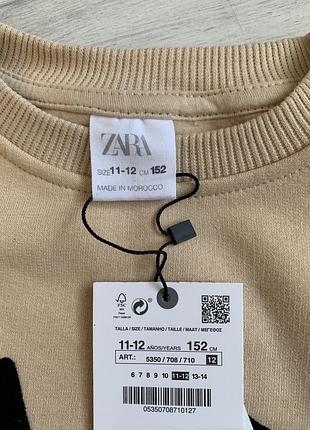 ZARA
SIZE 11-12 CM 152
MADE IN MOROCCO
FSC
TALLA / SIZE / TAMANHO / TAILLE / MAAT / ΜΕΓΕΘΟΣ
11-12 AÑOS/YEARS 152 CM
ART.: 5350 / 708 / 710 12
6 7 8 9 10 11-12 13-14
05350708710127